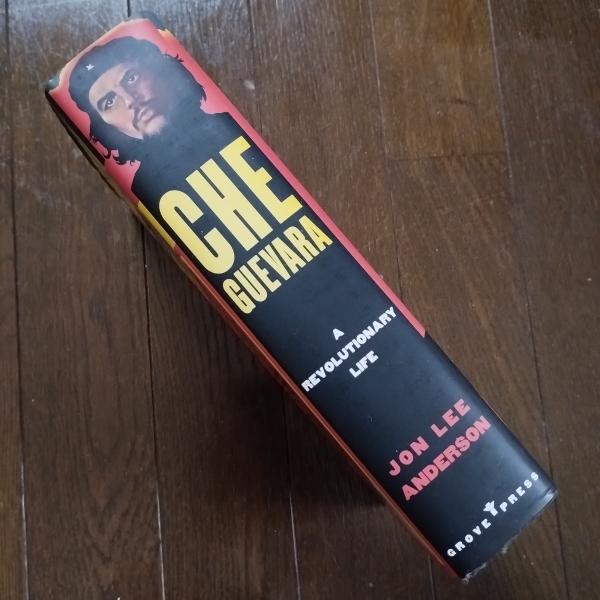 CHE
GUEVARA
A
REVOLUTIONARY
LIFE
JON LEE
ANDERSON
GROVE PRESS